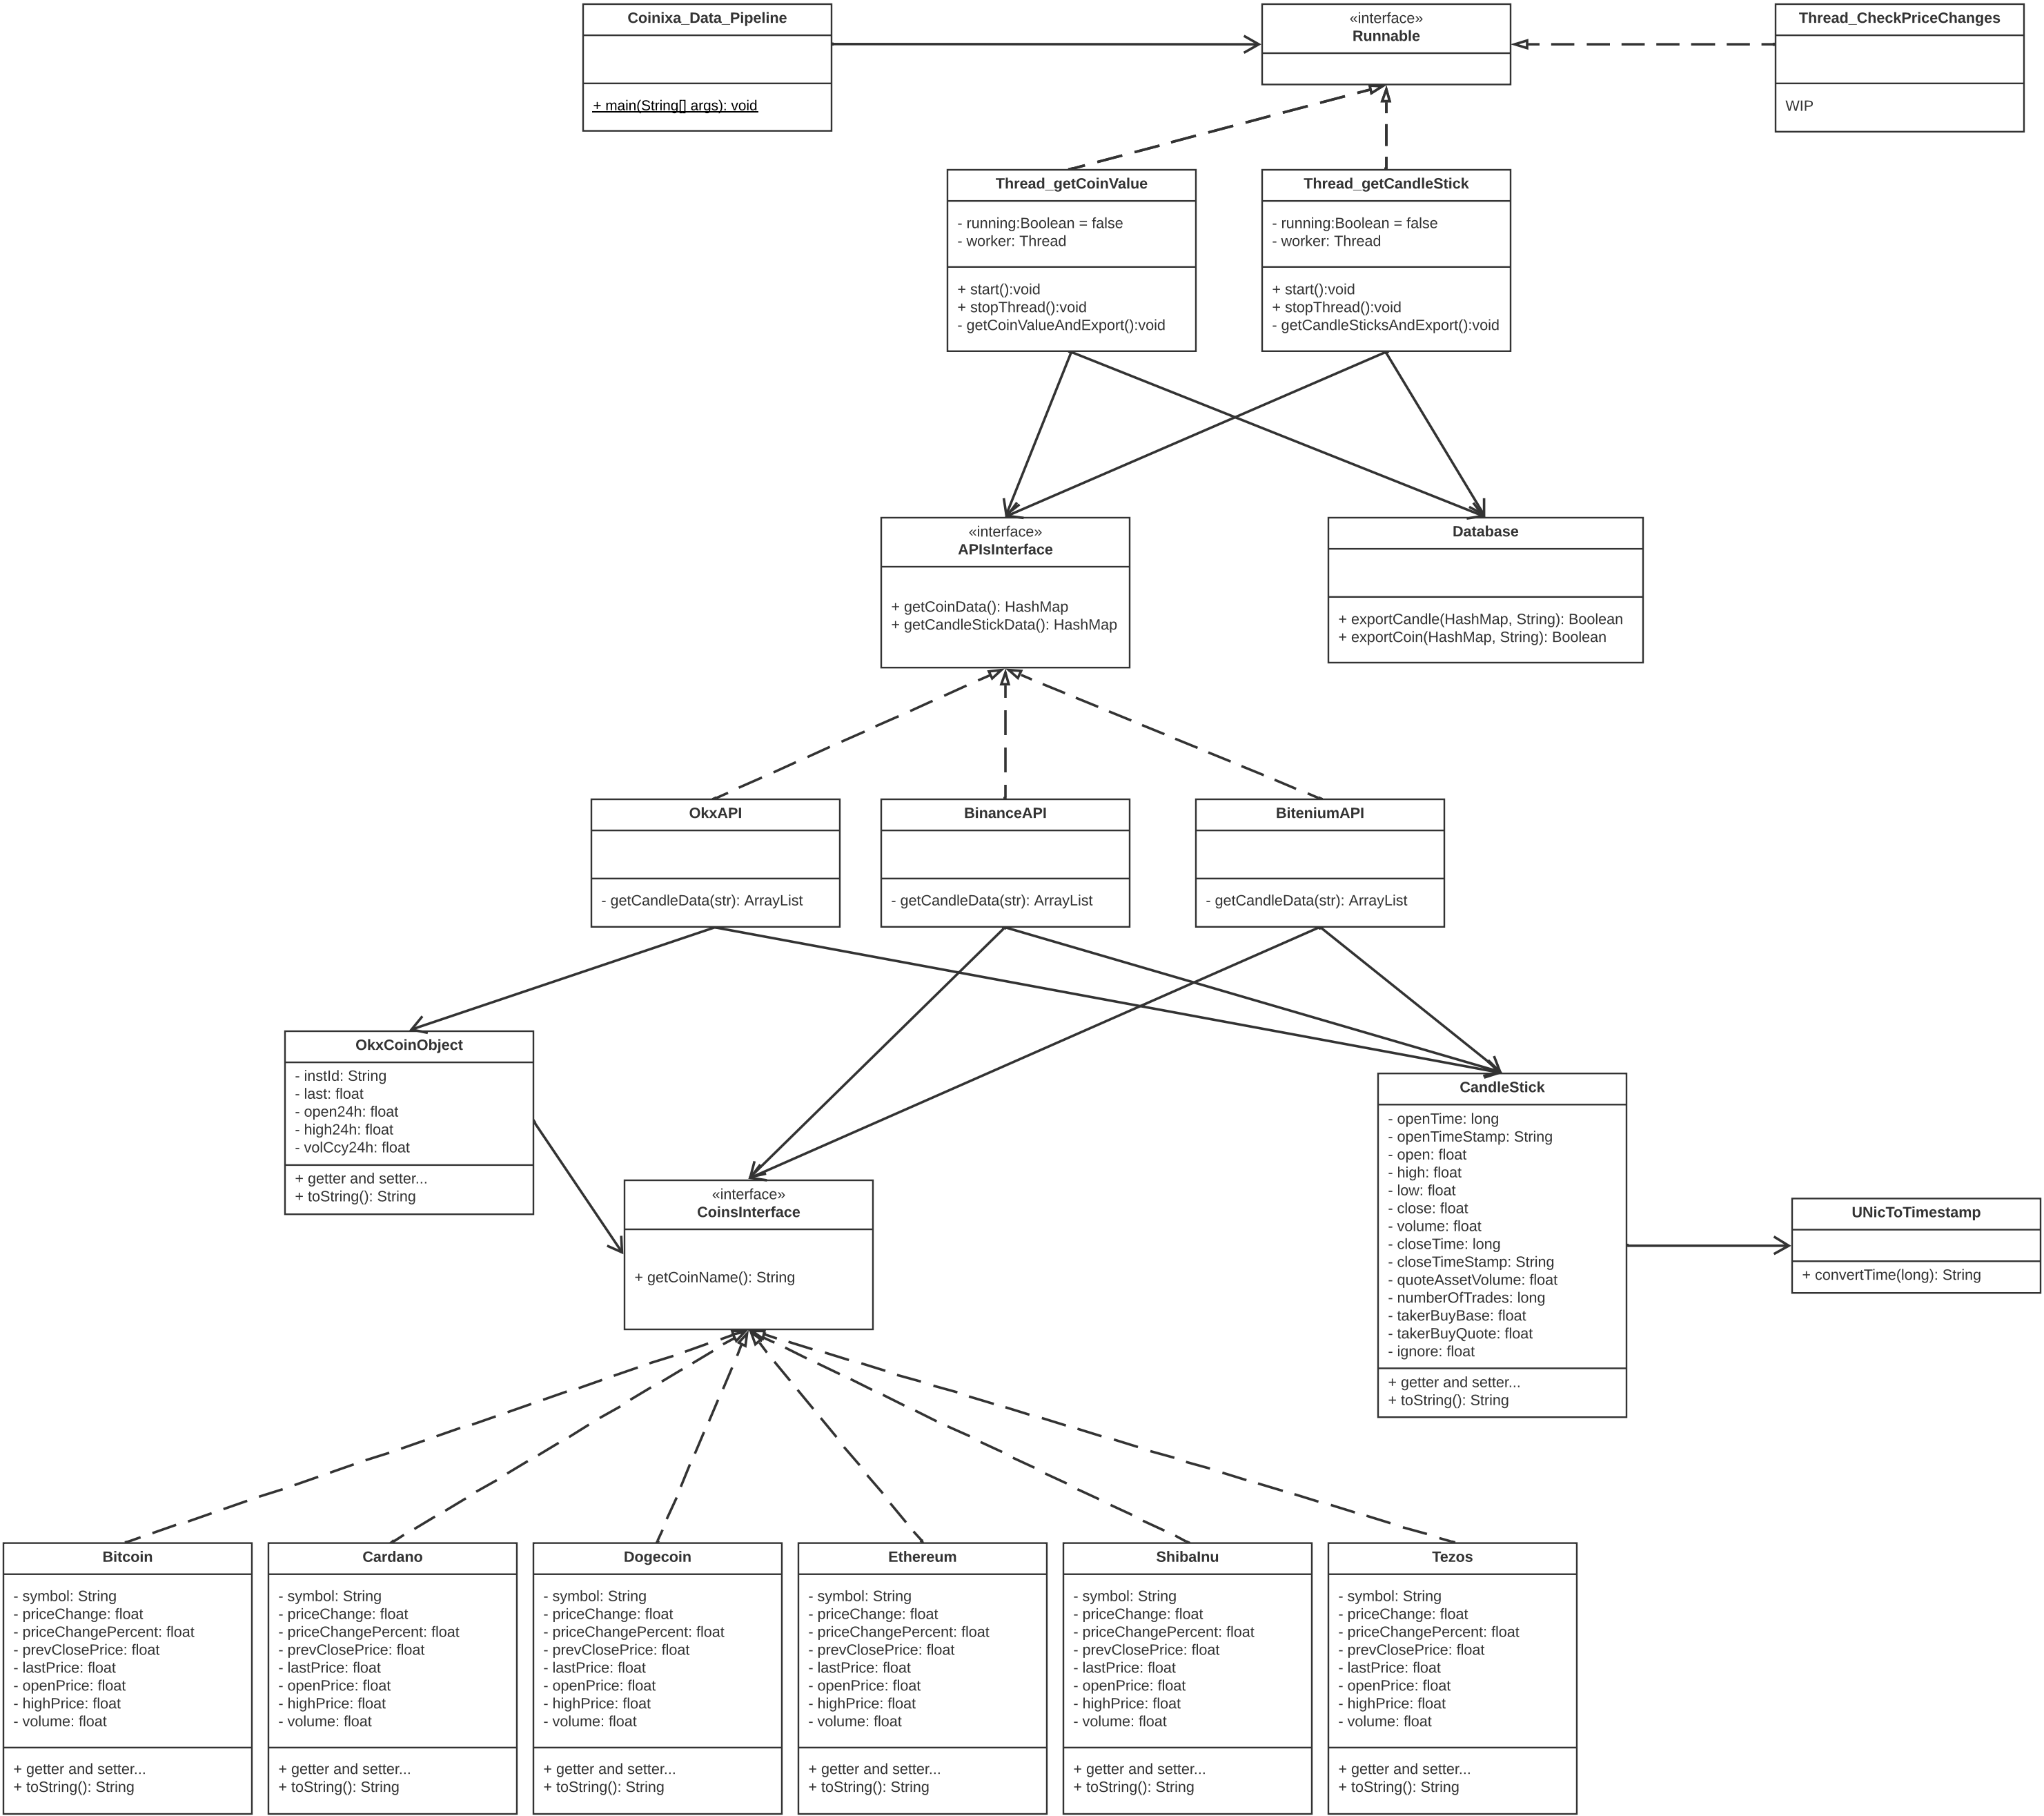 Coinixa_Data_Pipeline
+ main(String[] args): void
«interface»
Runnable
Thread_CheckPriceChanges
WIP
Thread_getCoinValue
- running:Boolean = false
- worker: Thread
+ start():void
+ stopThread():void
- getCoinValueAndExport():void
Thread_getCandleStick
- running:Boolean = false
- worker: Thread
+ start():void
+ stopThread():void
- getCandleSticksAndExport():void
«interface»
APIsInterface
+ getCoinData(): HashMap
+ getCandleStickData(): HashMap
Database
+ exportCandle(HashMap, String): Boolean
+ exportCoin(HashMap, String): Boolean
OkxAPI
- getCandleData(str): ArrayList
BinanceAPI
- getCandleData(str): ArrayList
BiteniumAPI
- getCandleData(str): ArrayList
OkxCoinObject
- instId: String
- last: float
- open24h: float
- high24h: float
- volCcy24h: float
+ getter and setter...
+ toString(): String
«interface»
CoinsInterface
+ getCoinName(): String
CandleStick
- openTime: long
- openTimeStamp: String
- open: float
- high: float
- low: float
- close: float
- volume: float
- closeTime: long
- closeTimeStamp: String
- quoteAssetVolume: float
- numberOfTrades: long
- takerBuyBase: float
- takerBuyQuote: float
- ignore: float
+ getter and setter...
+ toString(): String
UNicToTimestamp
+ convertTime(long): String
Bitcoin
- symbol: String
- priceChange: float
- priceChangePercent: float
- prevClosePrice: float
- lastPrice: float
- openPrice: float
- highPrice: float
- volume: float
+ getter and setter...
+ toString(): String
Cardano
- symbol: String
- priceChange: float
- priceChangePercent: float
- prevClosePrice: float
- lastPrice: float
- openPrice: float
- highPrice: float
- volume: float
+ getter and setter...
+ toString(): String
Dogecoin
- symbol: String
- priceChange: float
- priceChangePercent: float
- prevClosePrice: float
- lastPrice: float
- openPrice: float
- highPrice: float
- volume: float
+ getter and setter...
+ toString(): String
Ethereum
- symbol: String
- priceChange: float
- priceChangePercent: float
- prevClosePrice: float
- lastPrice: float
- openPrice: float
- highPrice: float
- volume: float
+ getter and setter...
+ toString(): String
ShibaInu
- symbol: String
- priceChange: float
- priceChangePercent: float
- prevClosePrice: float
- lastPrice: float
- openPrice: float
- highPrice: float
- volume: float
+ getter and setter...
+ toString(): String
Tezos
- symbol: String
- priceChange: float
- priceChangePercent: float
- prevClosePrice: float
- lastPrice: float
- openPrice: float
- highPrice: float
- volume: float
+ getter and setter...
+ toString(): String